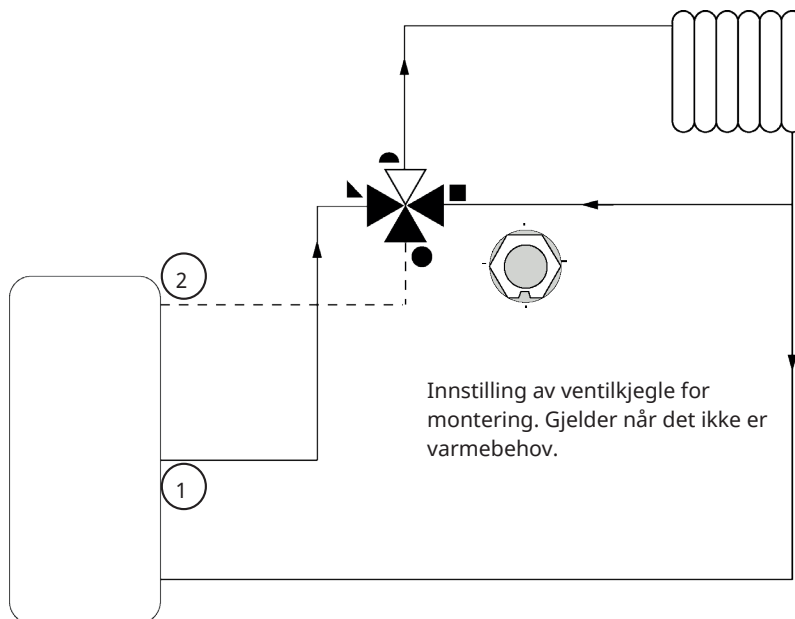 2
Innstilling av ventilkjegle for
montering. Gjelder når det ikke er
varmebehov.
1